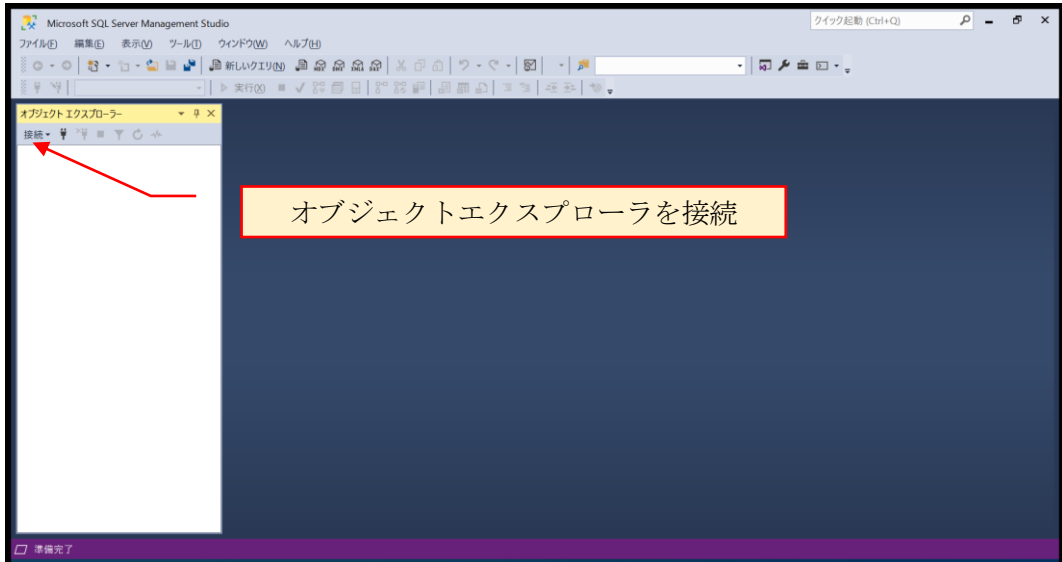 Microsoft SQL Server Management Studio
クイック起動 (Ctrl+Q)
ファイル(F) 編集(E) 表示(V) ツール(T) ウィンドウ(W) ヘルプ(H)
新しいクエリ(N)
実行(X)
オブジェクト エクスプローラー
接続
オブジェクトエクスプローラを接続
準備完了